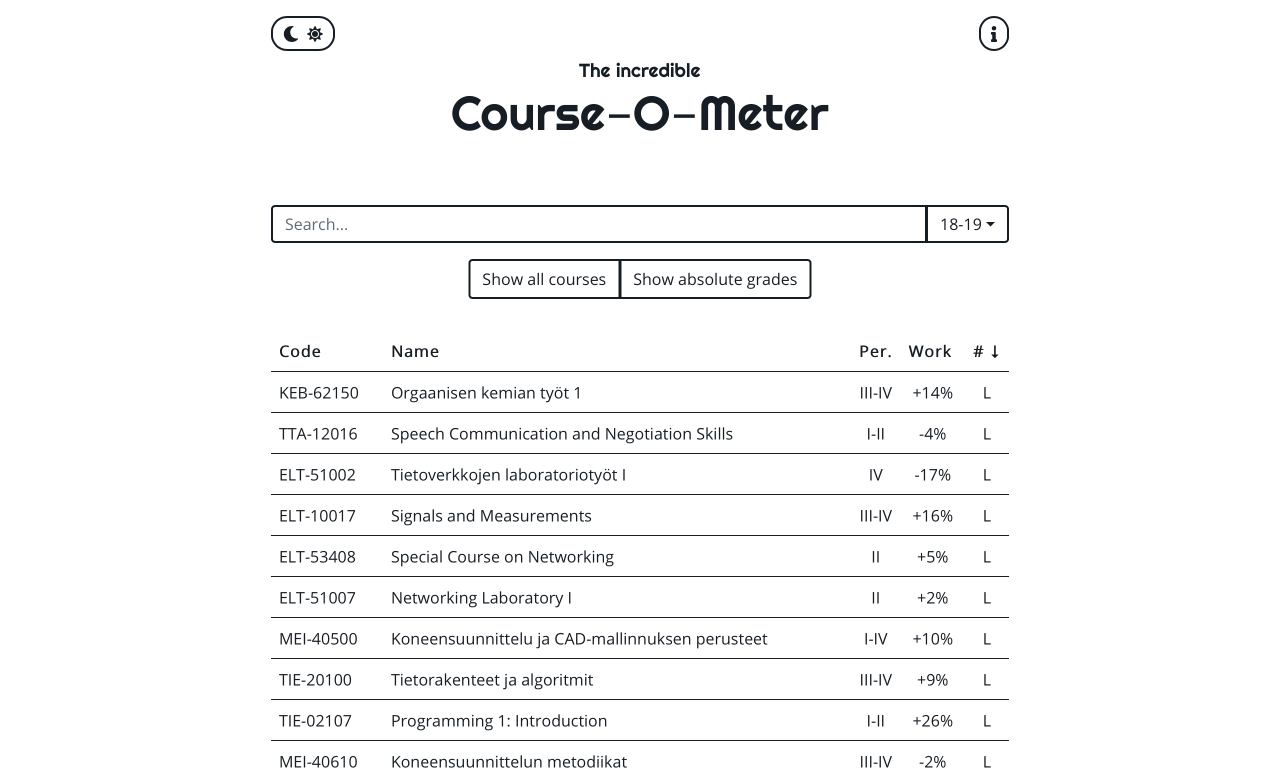 The incredible
Course-O-Meter
Search...
18-19
Show all courses
Show absolute grades
Code Name Per. Work # ↓
KEB-62150 Orgaanisen kemian työt 1 III-IV +14% L
TTA-12016 Speech Communication and Negotiation Skills I-II -4% L
ELT-51002 Tietoverkkojen laboratoriotyöt I IV -17% L
ELT-10017 Signals and Measurements III-IV +16% L
ELT-53408 Special Course on Networking II +5% L
ELT-51007 Networking Laboratory I II +2% L
MEI-40500 Koneensuunnittelu ja CAD-mallinnuksen perusteet I-IV +10% L
TIE-20100 Tietorakenteet ja algoritmit III-IV +9% L
TIE-02107 Programming 1: Introduction I-II +26% L
MEI-40610 Koneensuunnittelun metodiikat III-IV -2% L